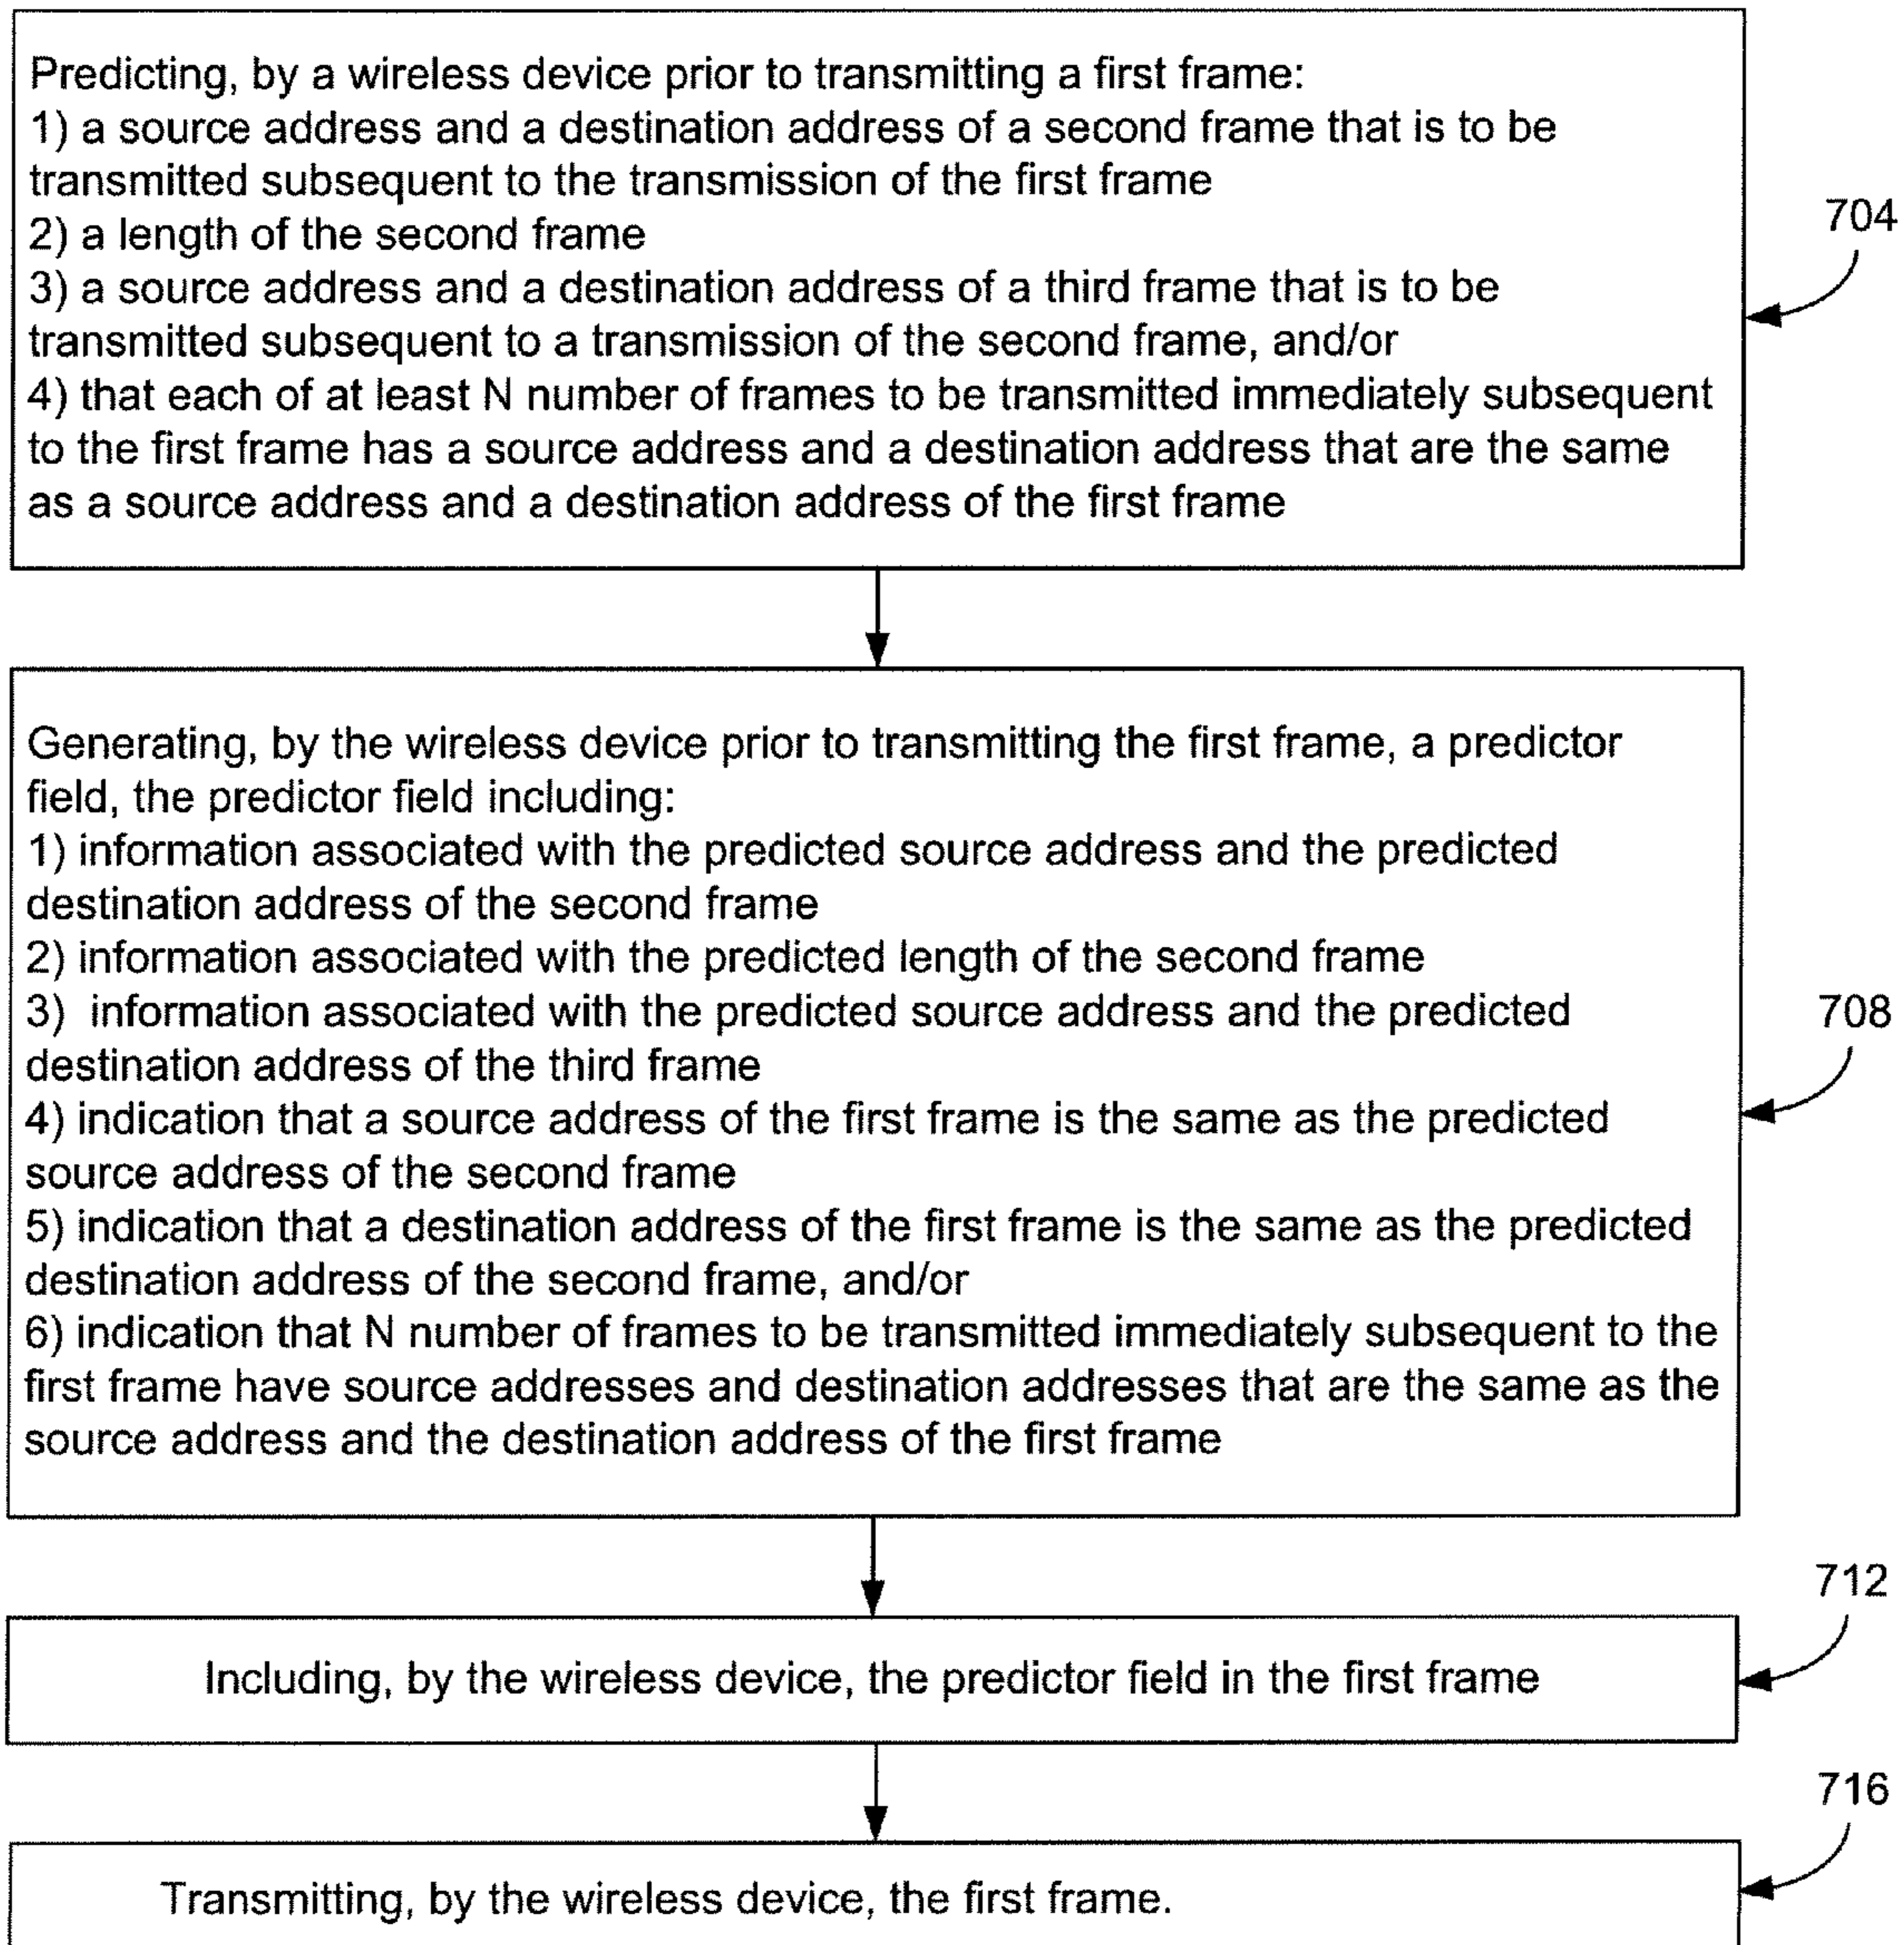 Predicting, by a wireless device prior to transmitting a first frame:
1) a source address and a destination address of a second frame that is to be
transmitted subsequent to the transmission of the first frame
2) a length of the second frame
3) a source address and a destination address of a third frame that is to be
transmitted subsequent to a transmission of the second frame, and/or
4) that each of at least N number of frames to be transmitted immediately subsequent
to the first frame has a source address and a destination address that are the same
as a source address and a destination address of the first frame
704
Generating, by the wireless device prior to transmitting the first frame, a predictor
field, the predictor field including:
1) information associated with the predicted source address and the predicted
destination address of the second frame
2) information associated with the predicted length of the second frame
3) information associated with the predicted source address and the predicted
destination address of the third frame
4) indication that a source address of the first frame is the same as the predicted
source address of the second frame
5) indication that a destination address of the first frame is the same as the predicted
destination address of the second frame, and/or
6) indication that N number of frames to be transmitted immediately subsequent to the
first frame have source addresses and destination addresses that are the same as the
source address and the destination address of the first frame
708
Including, by the wireless device, the predictor field in the first frame
712
Transmitting, by the wireless device, the first frame.
716